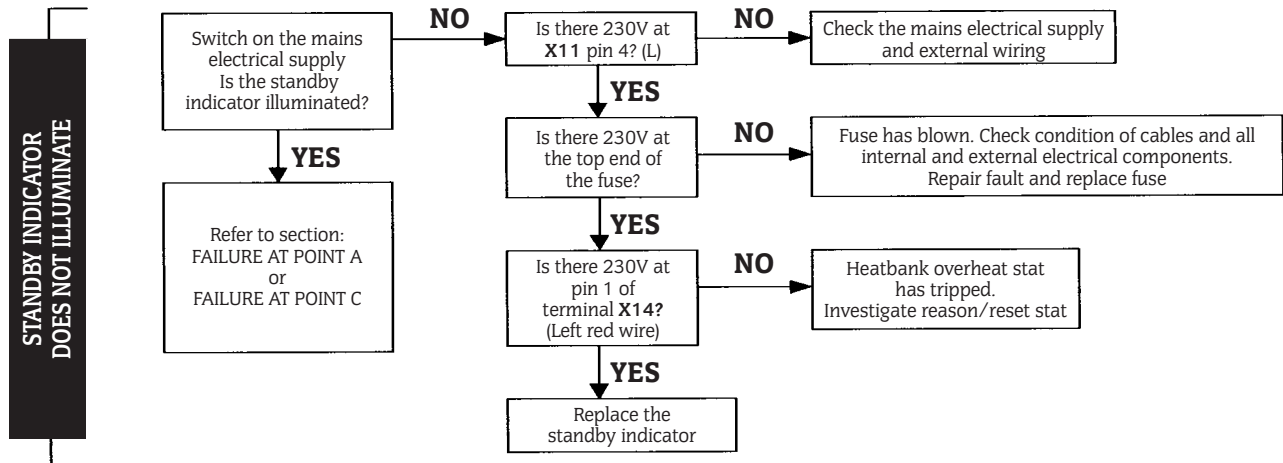 STANDBY INDICATOR
DOES NOT ILLUMINATE
Switch on the mains
electrical supply
Is the standby
indicator illuminated?
NO
Is there 230V at
X11 pin 4? (L)
NO
Check the mains electrical supply
and external wiring
YES
YES
Refer to section:
FAILURE AT POINT A
or
FAILURE AT POINT C
Is there 230V at
the top end of
the fuse?
NO
Fuse has blown. Check condition of cables and all
internal and external electrical components.
Repair fault and replace fuse
YES
Is there 230V at
pin 1 of
terminal X14?
(Left red wire)
NO
Heatbank overheat stat
has tripped.
Investigate reason/reset stat
YES
Replace the
standby indicator